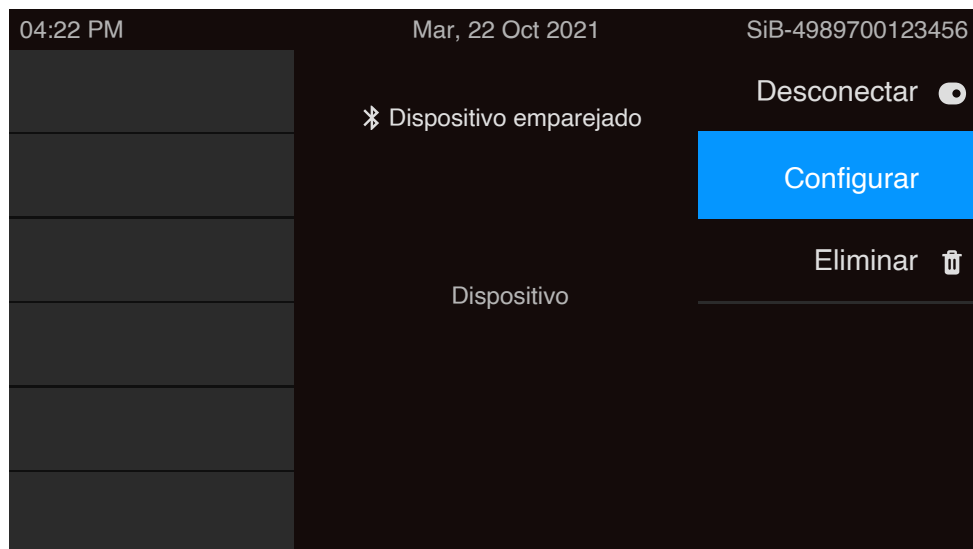 04:22 PM Mar, 22 Oct 2021 SiB-4989700123456
Desconectar
Dispositivo emparejado
Configurar
Eliminar
Dispositivo